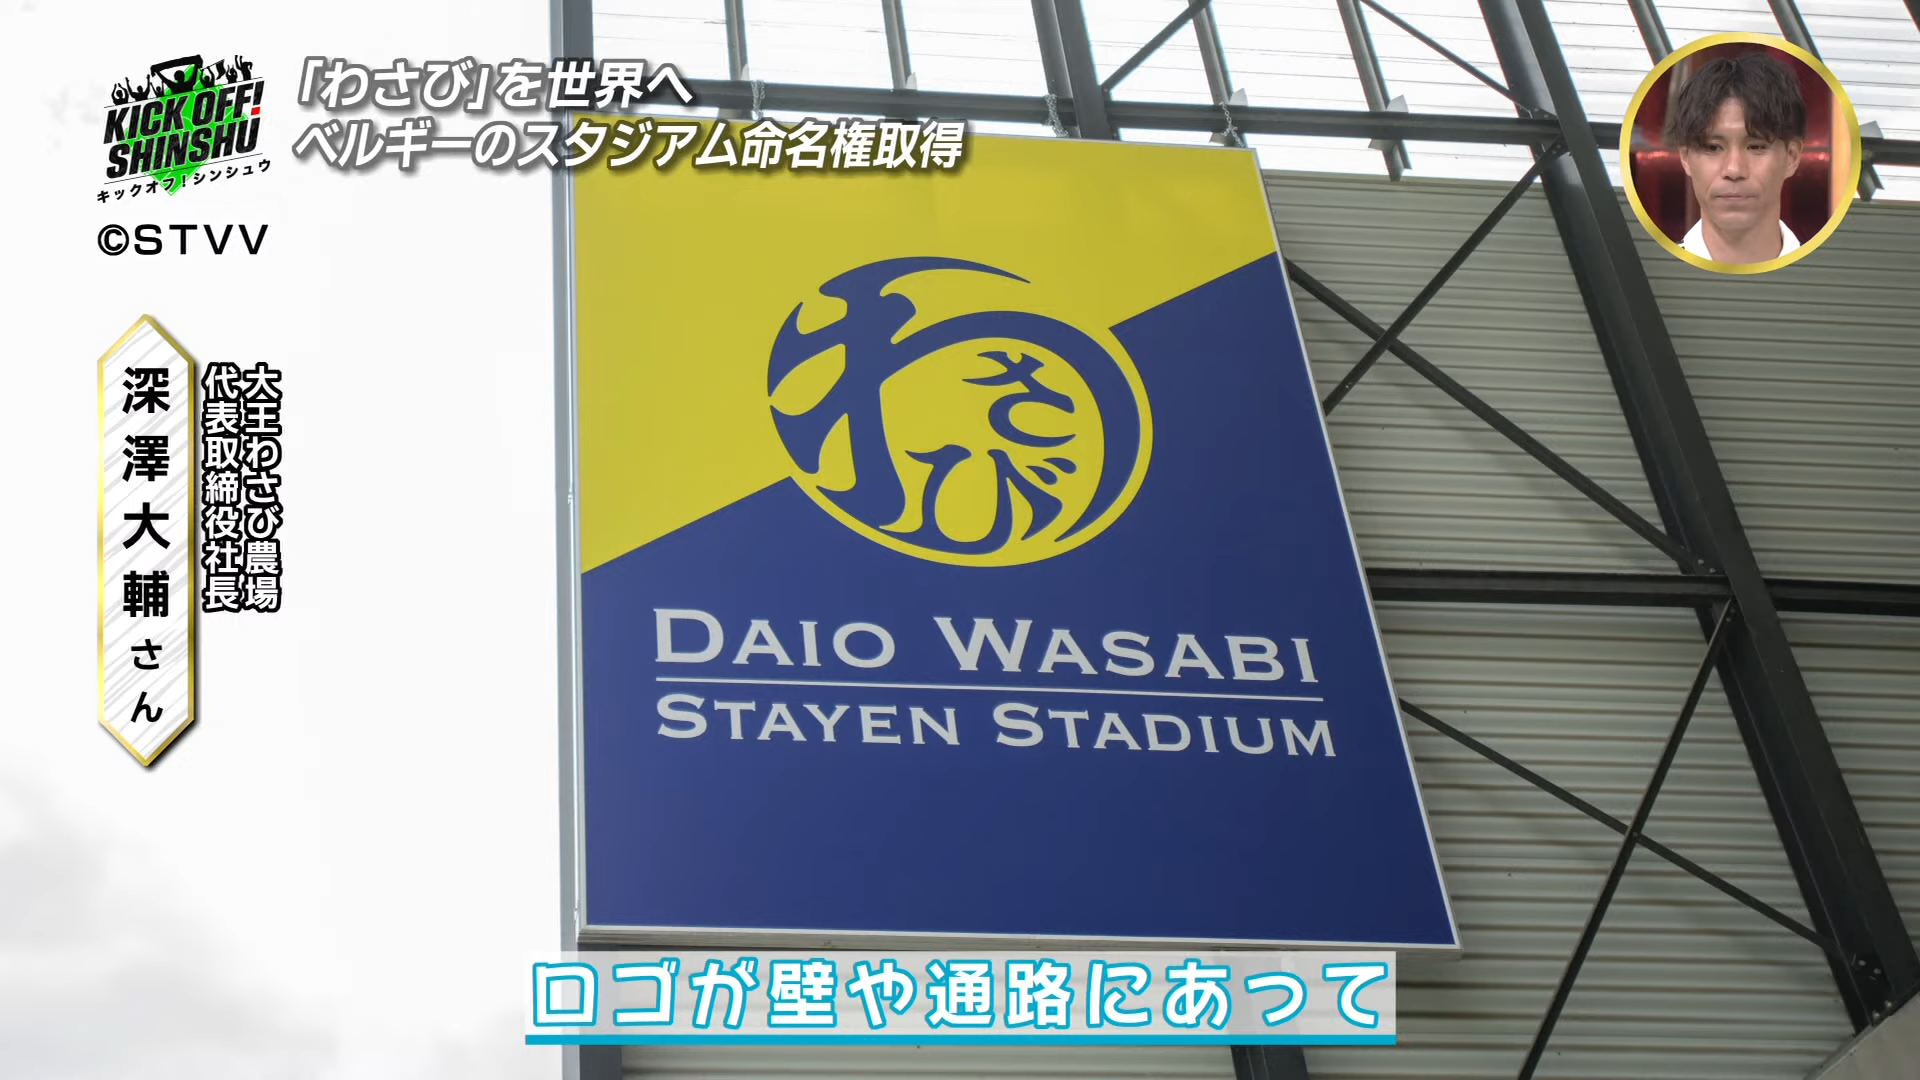 KICK OFF!
SHINSHU
キックオフ！シンシュウ
「わさび」を世界へ
ベルギーのスタジアム命名権取得
©STVV
大王わさび農場
代表取締役社長
深澤大輔さん
わさび
DAIO WASABI
STAYEN STADIUM
ロゴが壁や通路にあって